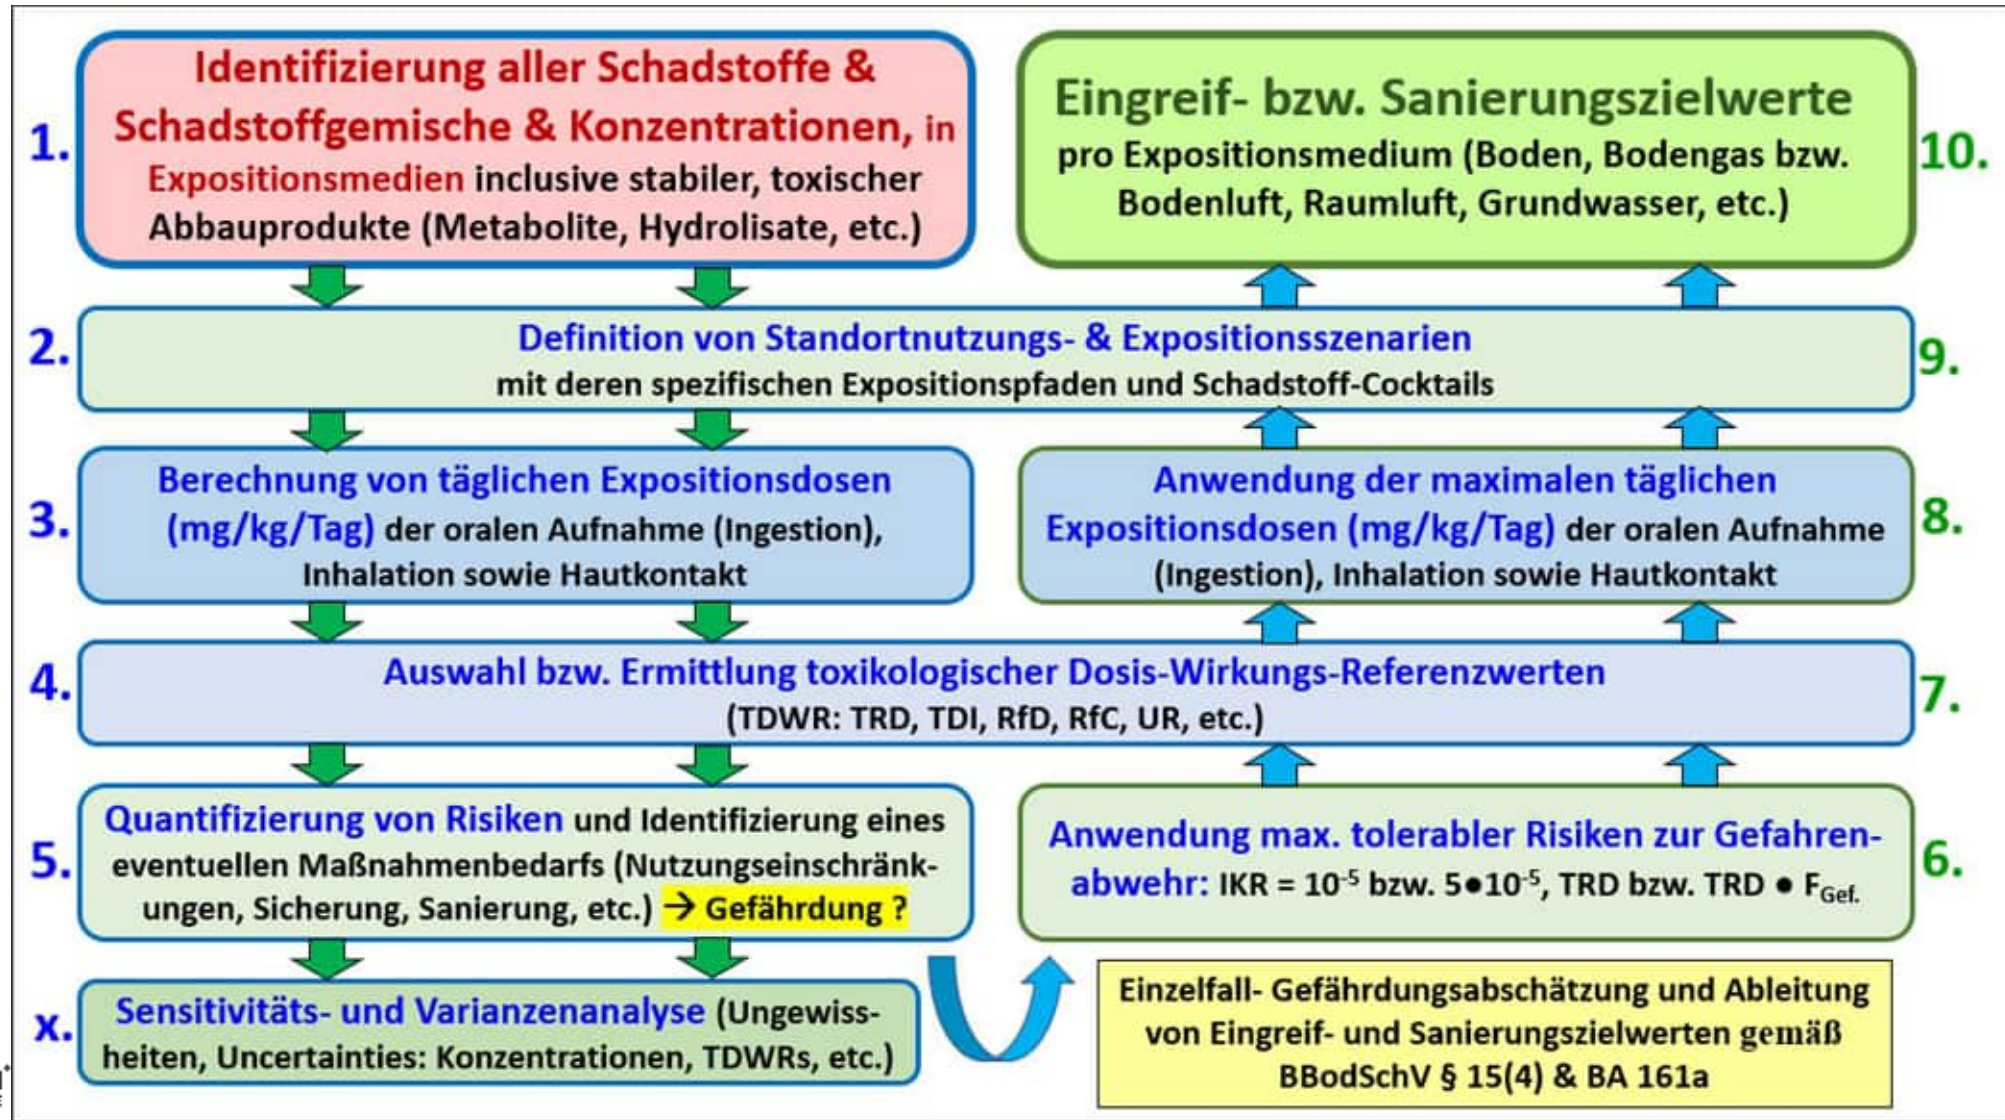 1.
Identifizierung aller Schadstoffe &
Schadstoffgemische & Konzentrationen, in
Expositionsmedien inclusive stabiler, toxischer
Abbauprodukte (Metabolite, Hydrolisate, etc.)
Eingreif- bzw. Sanierungszielwerte
pro Expositionsmedium (Boden, Bodengas bzw.
Bodenluft, Raumluft, Grundwasser, etc.)
10.
2.
Definition von Standortnutzungs- & Expositionsszenarien
mit deren spezifischen Expositionspfaden und Schadstoff-Cocktails
9.
3.
Berechnung von täglichen Expositionsdosen
(mg/kg/Tag) der oralen Aufnahme (Ingestion),
Inhalation sowie Hautkontakt
Anwendung der maximalen täglichen
Expositionsdosen (mg/kg/Tag) der oralen Aufnahme
(Ingestion), Inhalation sowie Hautkontakt
8.
4.
Auswahl bzw. Ermittlung toxikologischer Dosis-Wirkungs-Referenzwerten
(TDWR: TRD, TDI, RfD, RfC, UR, etc.)
7.
5.
Quantifizierung von Risiken und Identifizierung eines
eventuellen Maßnahmenbedarfs (Nutzungseinschränk-
ungen, Sicherung, Sanierung, etc.) → Gefährdung ?
Anwendung max. tolerabler Risiken zur Gefahren-
abwehr: IKR = 10⁻⁵ bzw. 5●10⁻⁵, TRD bzw. TRD ● F_Gef.
6.
x.
Sensitivitäts- und Varianzenanalyse (Ungewiss-
heiten, Uncertainties: Konzentrationen, TDWRs, etc.)
Einzelfall- Gefährdungsabschätzung und Ableitung
von Eingreif- und Sanierungszielwerten gemäß
BBodSchV § 15(4) & BA 161a